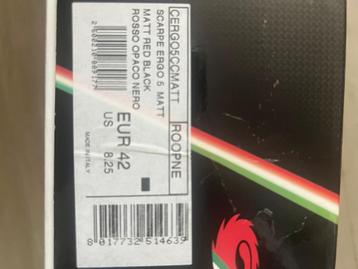 CERGO5CCMATT
ROOPNE
SCARPE ERGO 5 MATT
MATT RED BLACK
ROSSO OPACO NERO
EUR 42
US 8.25
MADE IN ITALY
8 017732 514639